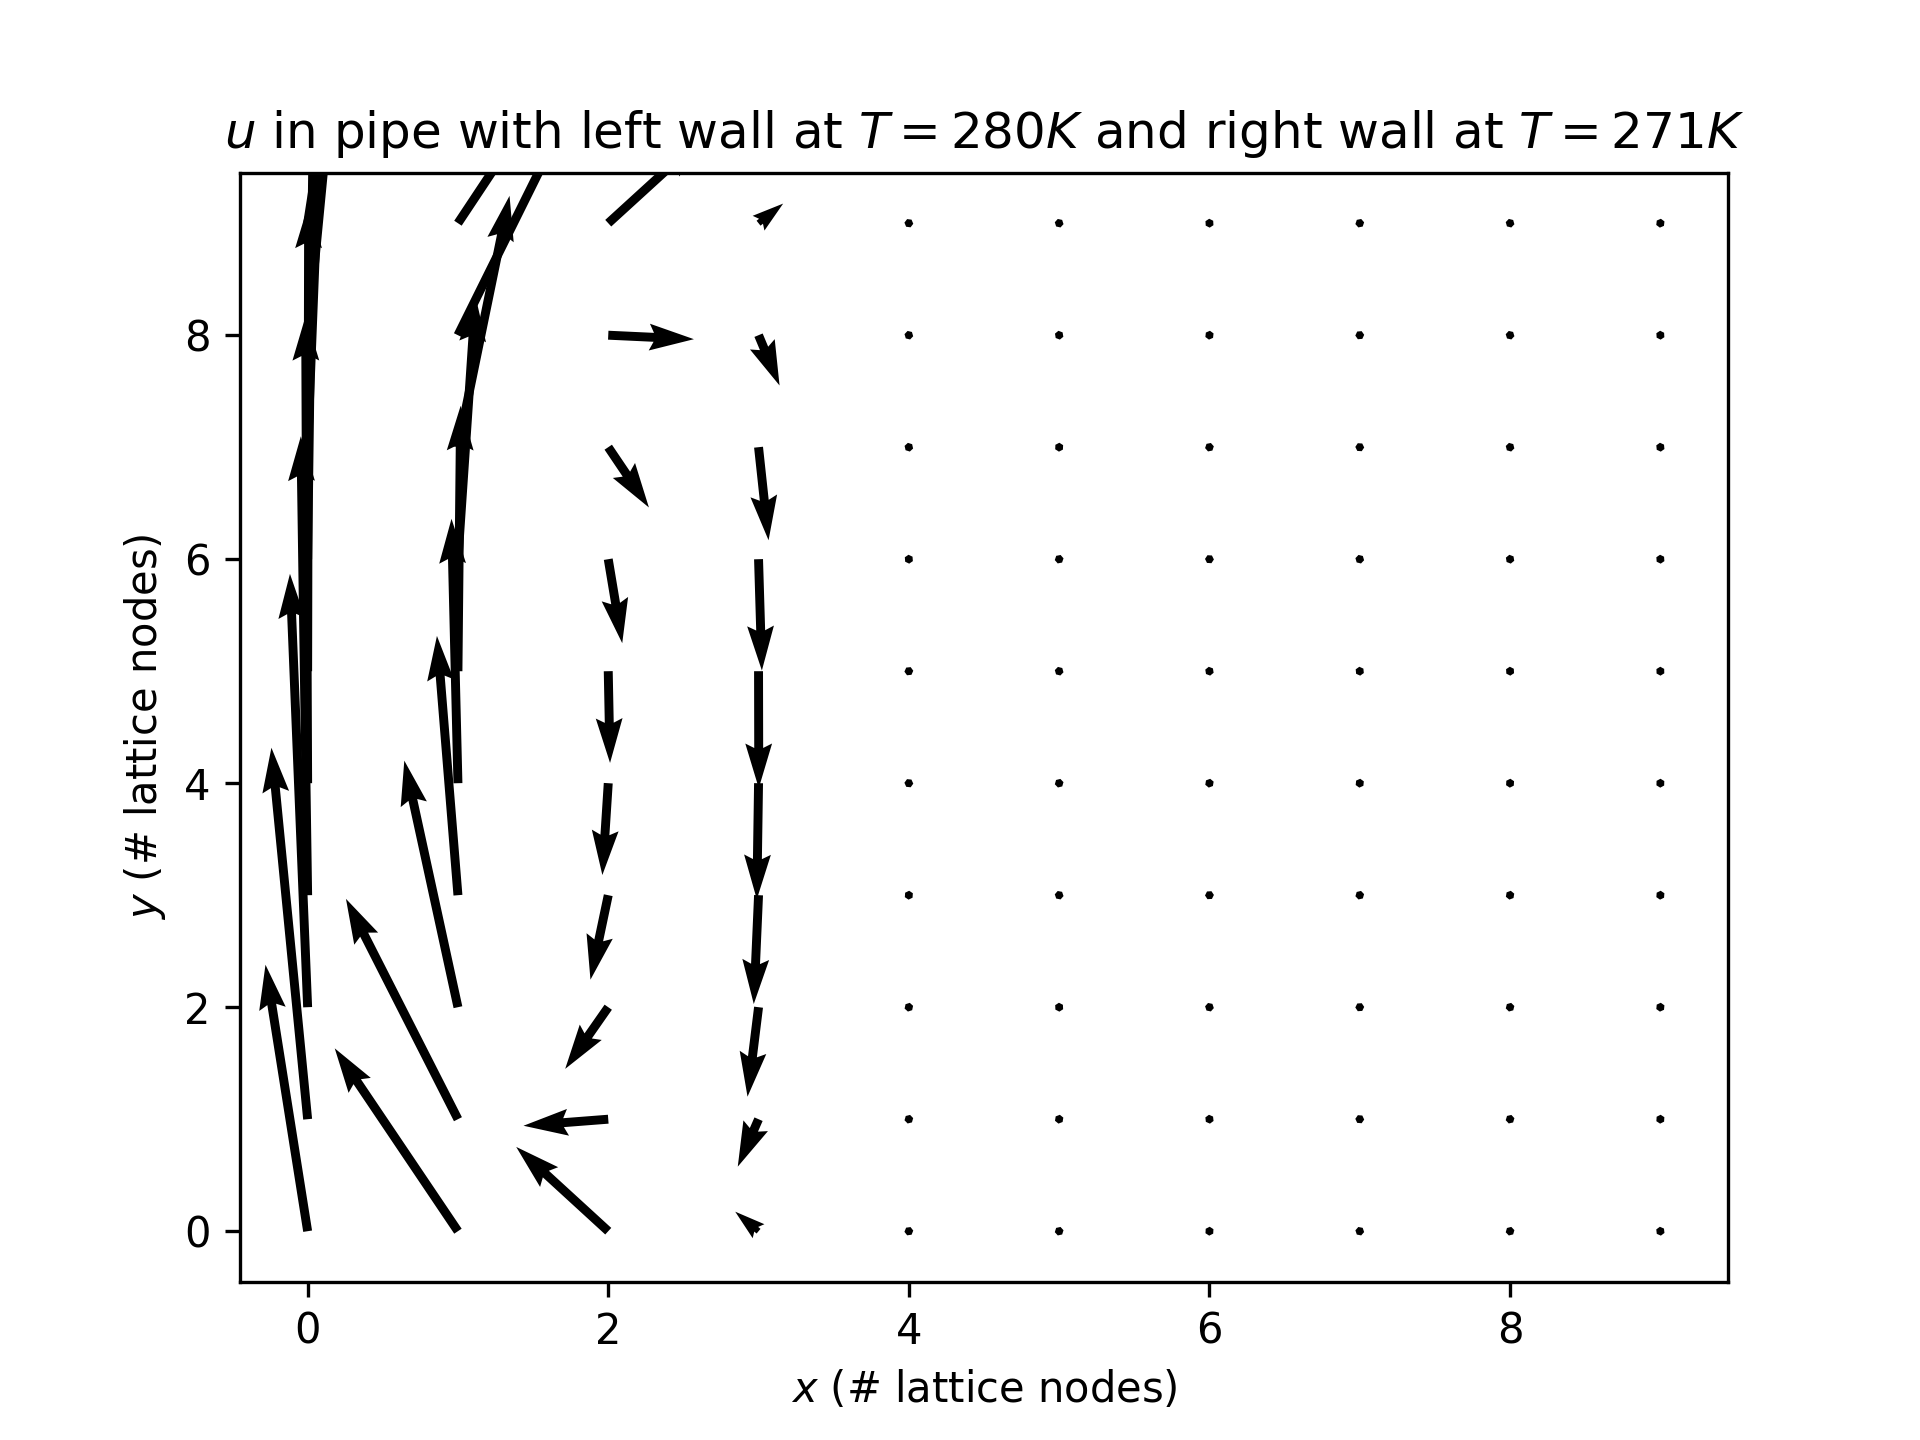 u in pipe with left wall at T = 280K and right wall at T = 271K
8
6
4
2
0
y (# lattice nodes)
0 2 4 6 8
x (# lattice nodes)